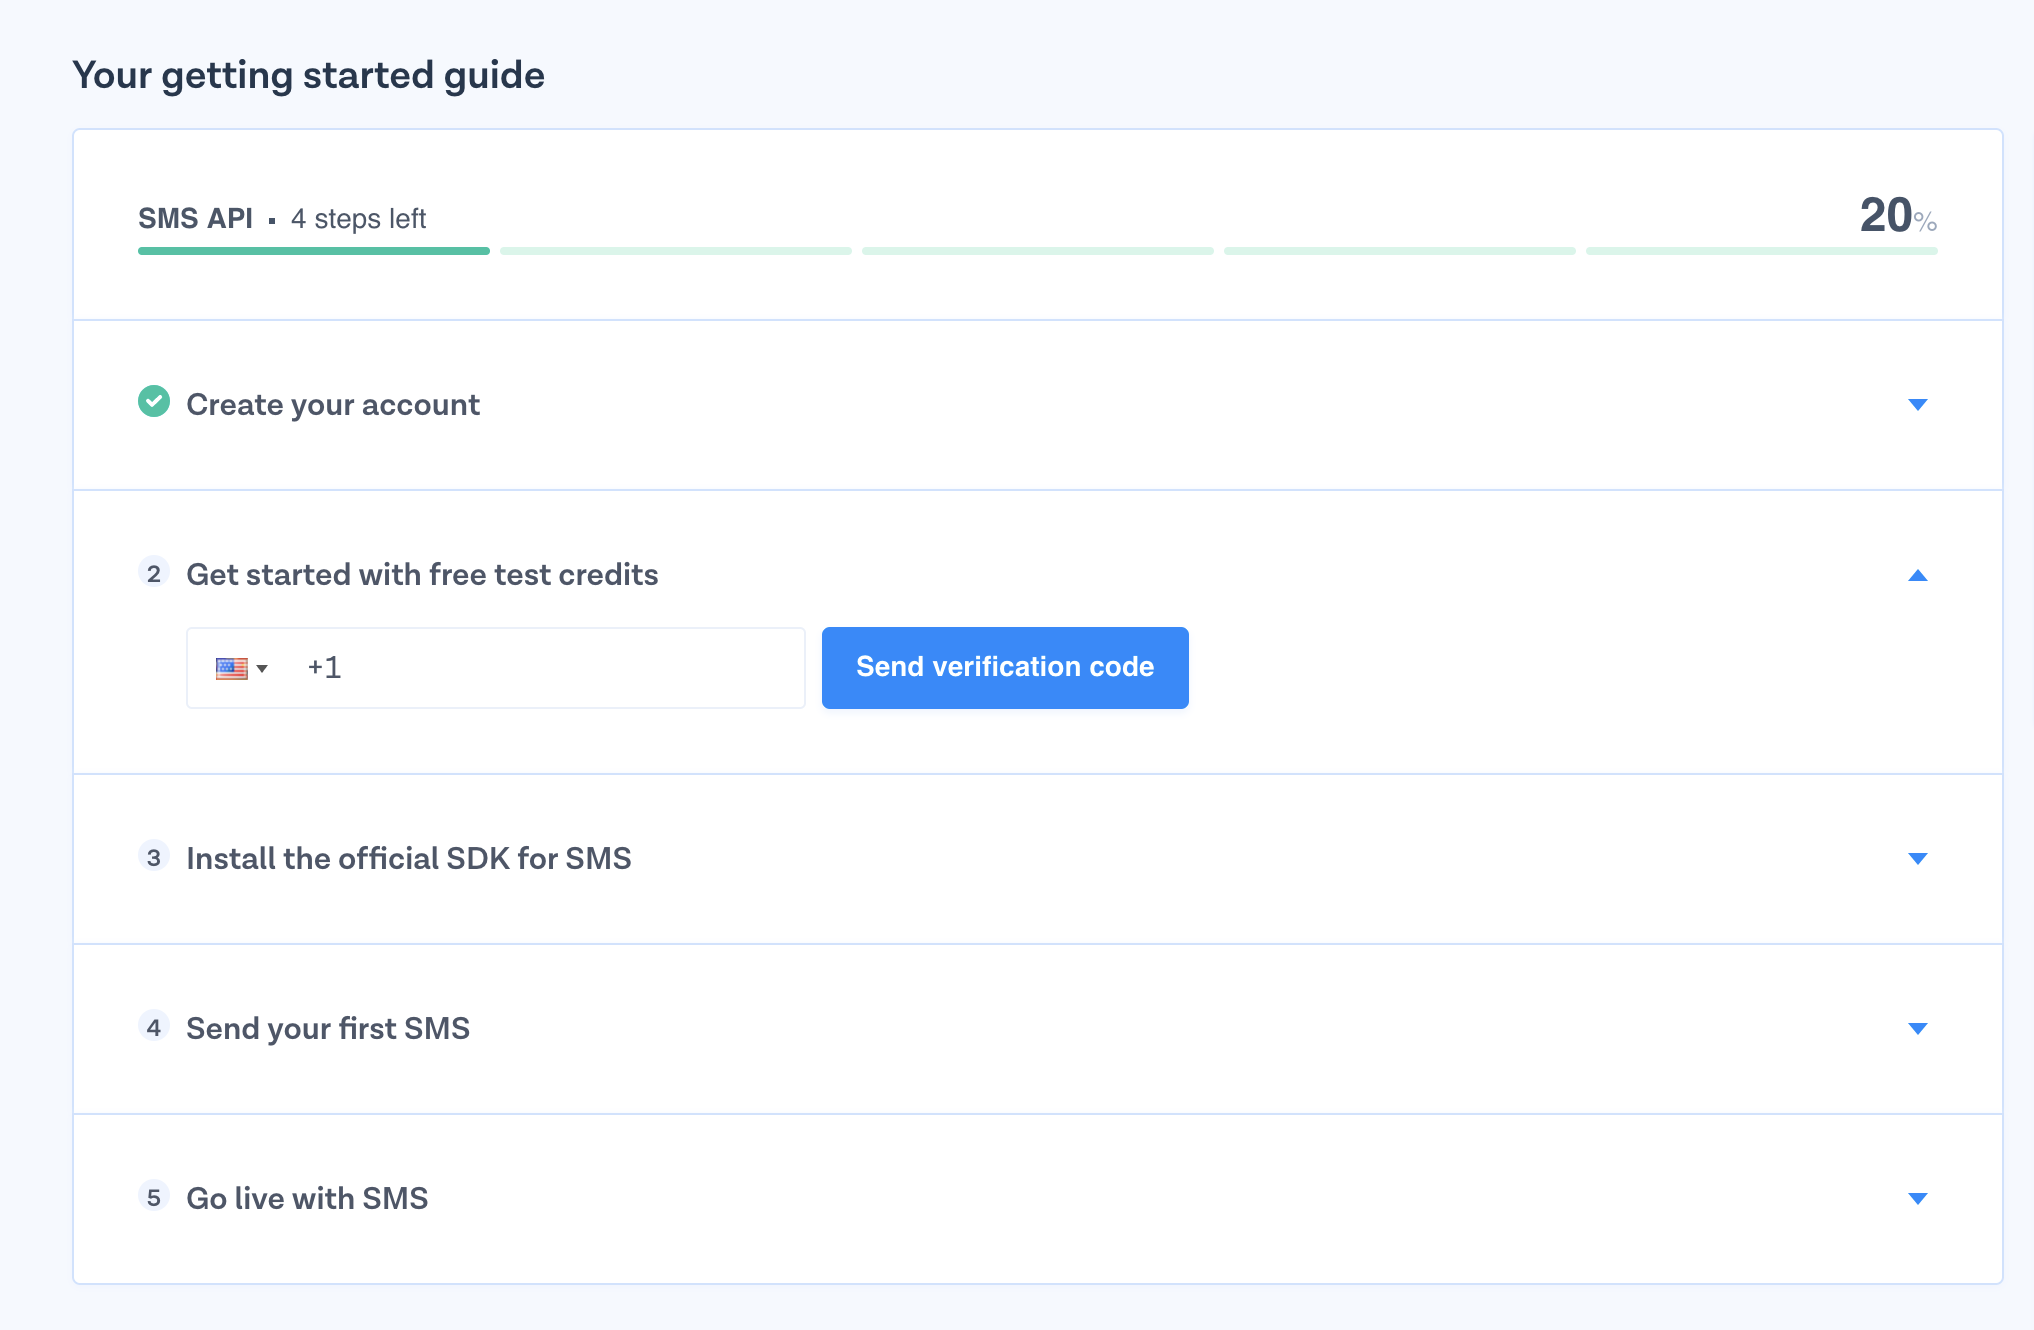 Your getting started guide
SMS API ▪ 4 steps left
20%
Create your account
2 Get started with free test credits
+1
Send verification code
3 Install the official SDK for SMS
4 Send your first SMS
5 Go live with SMS